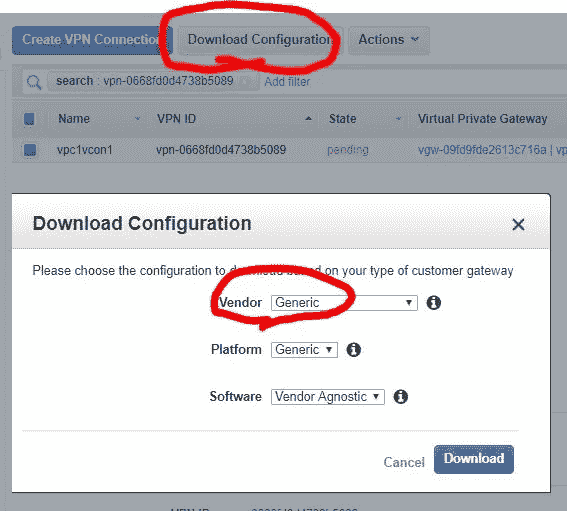 Create VPN Connection Download Configuration Actions
search : vpn-0668fd0d4738b5089 Add filter
Name VPN ID State Virtual Private Gateway
vpc1vcon1 vpn-0668fd0d4738b5089 pending vgw-09fd9fde2613c716a | vp
Download Configuration
Please choose the configuration to download based on your type of customer gateway
Vendor Generic
Platform Generic
Software Vendor Agnostic
Cancel Download